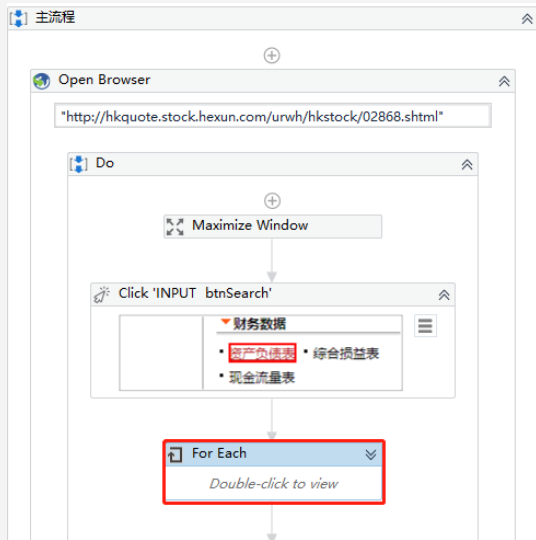 主流程
Open Browser
"http://hkquote.stock.hexun.com/urwh/hkstock/02868.shtml"
Do
Maximize Window
Click 'INPUT  btnSearch'
财务数据
• 资产负债表 • 综合损益表
• 现金流量表
For Each
Double-click to view